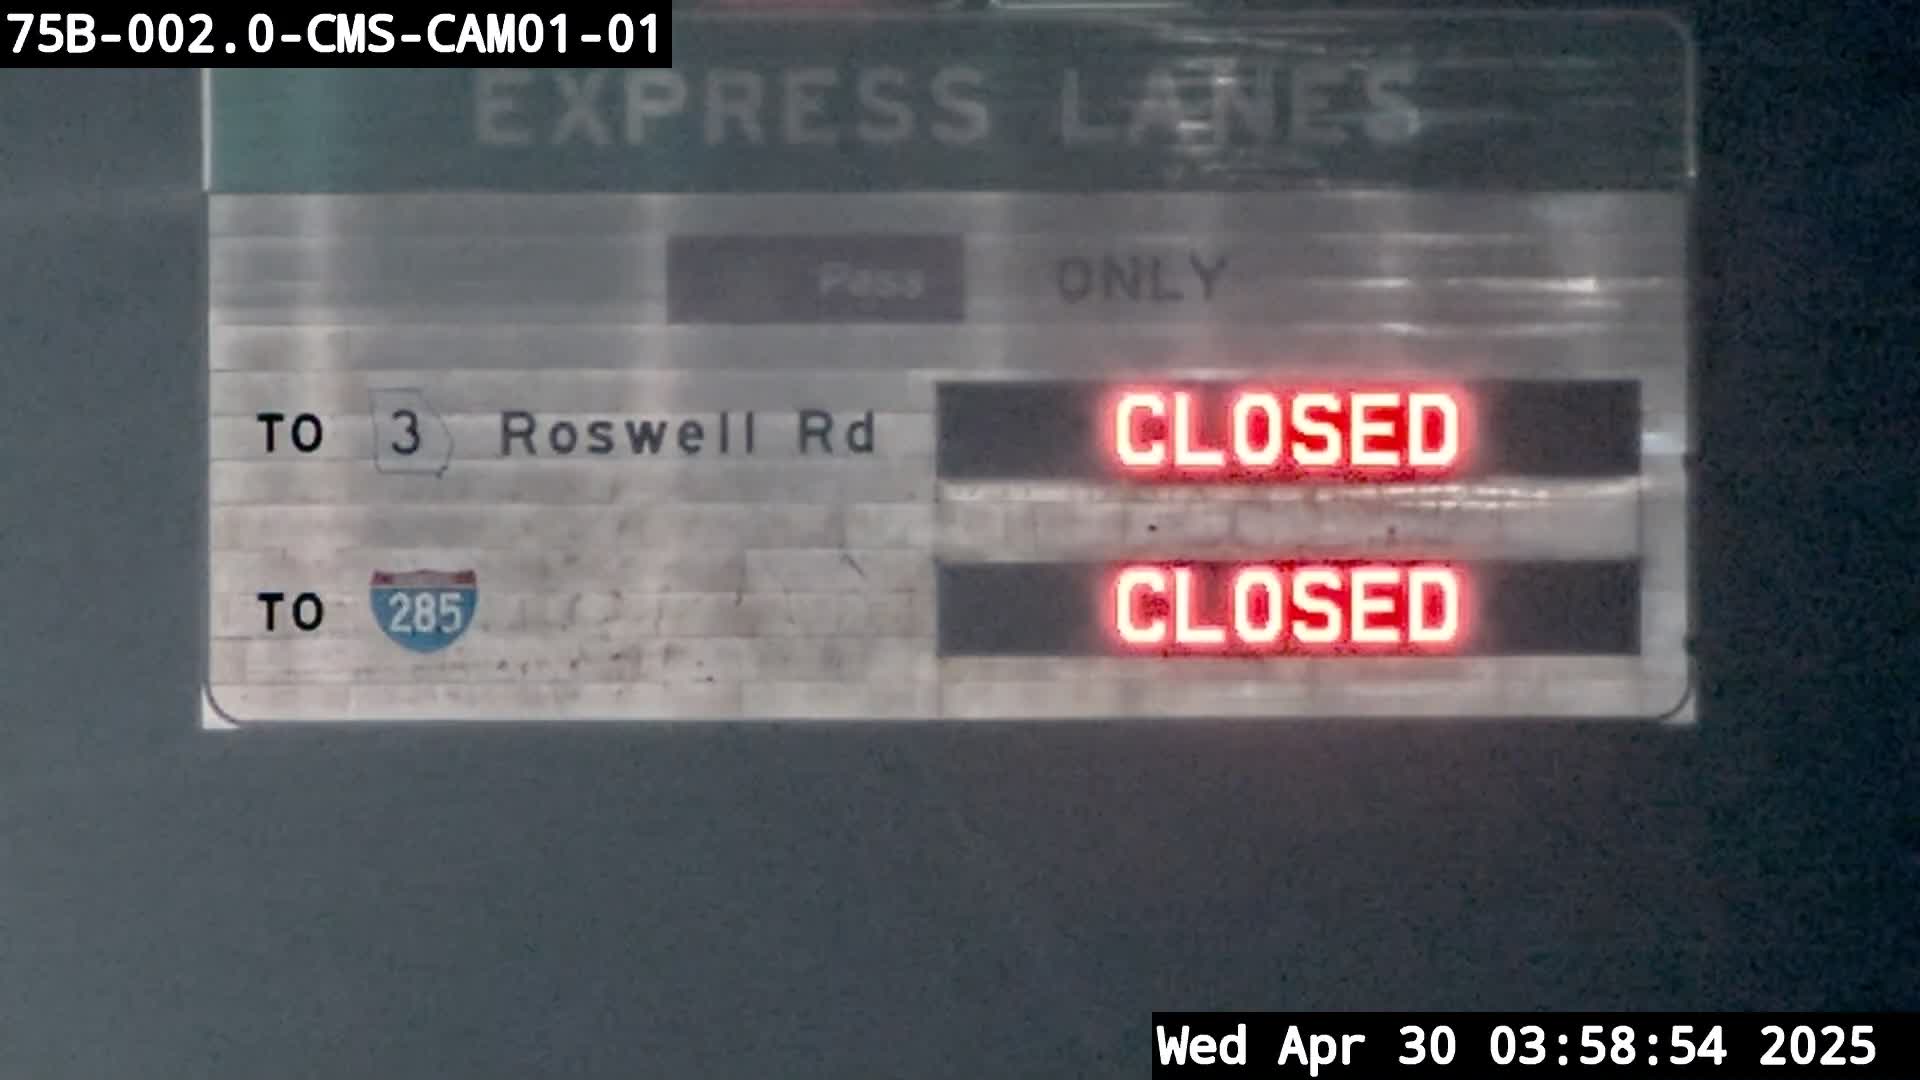 75B-002.0-CMS-CAM01-01
EXPRESS LANES
Pass ONLY
TO 3 Roswell Rd CLOSED
TO 285 CLOSED
Wed Apr 30 03:58:54 2025